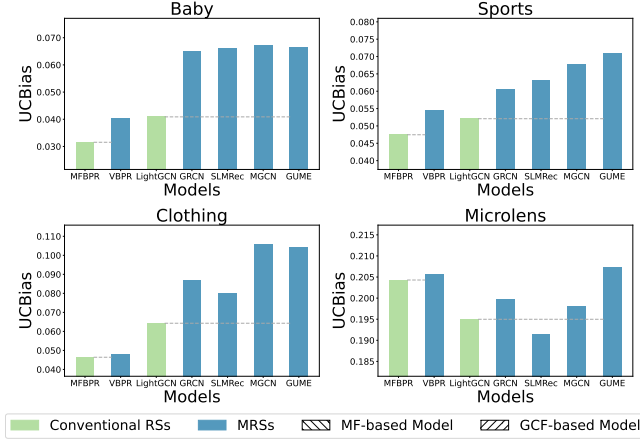 Baby
UCBias
0.070
0.060
0.050
0.040
0.030
MFBPR VBPR LightGCN GRCN SLMRec MGCN GUME
Models
Sports
UCBias
0.080
0.075
0.070
0.065
0.060
0.055
0.050
0.045
0.040
MFBPR VBPR LightGCN GRCN SLMRec MGCN GUME
Models
Clothing
UCBias
0.110
0.100
0.090
0.080
0.070
0.060
0.050
0.040
MFBPR VBPR LightGCN GRCN SLMRec MGCN GUME
Models
Microlens
UCBias
0.215
0.210
0.205
0.200
0.195
0.190
0.185
MFBPR VBPR LightGCN GRCN SLMRec MGCN GUME
Models
Conventional RSs MRSs MF-based Model GCF-based Model